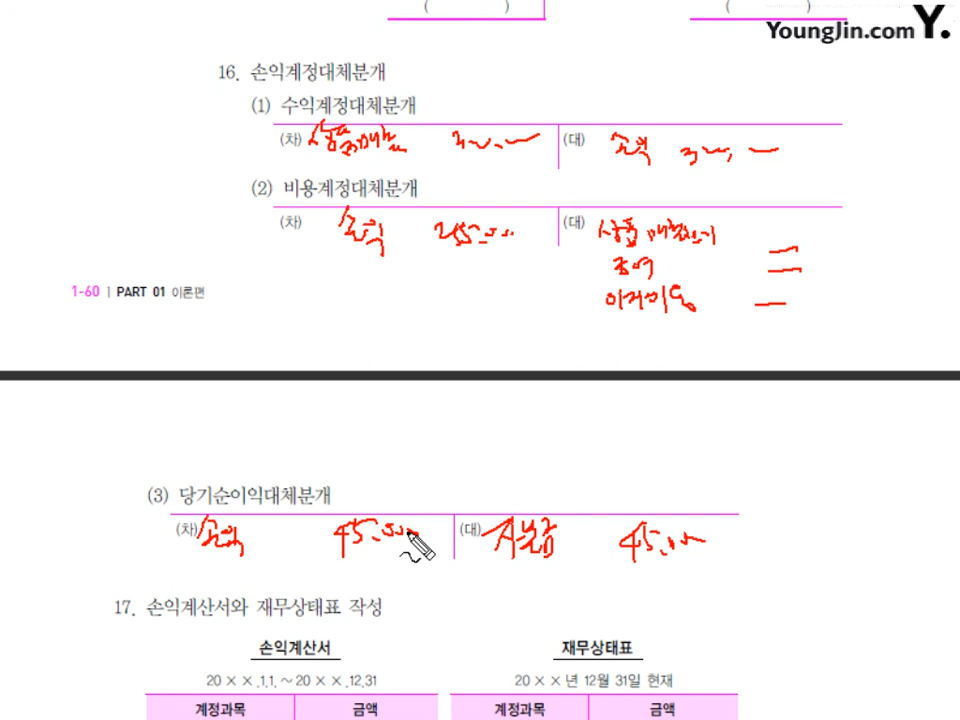 YoungJin.com Y.
( ) ( )
16. 손익계정대체분개
(1) 수익계정대체분개
(차) (대) 손익
(2) 비용계정대체분개
(차) 손익 (대) 상품매출원가
급여
이자비용
1-60 | PART 01 이론편
(3) 당기순이익대체분개
(차) 손익 (대) 자본금
17. 손익계산서와 재무상태표 작성
손익계산서 재무상태표
20××.1.1.~20××.12.31 20××년 12월 31일 현재
계정과목 금액 계정과목 금액